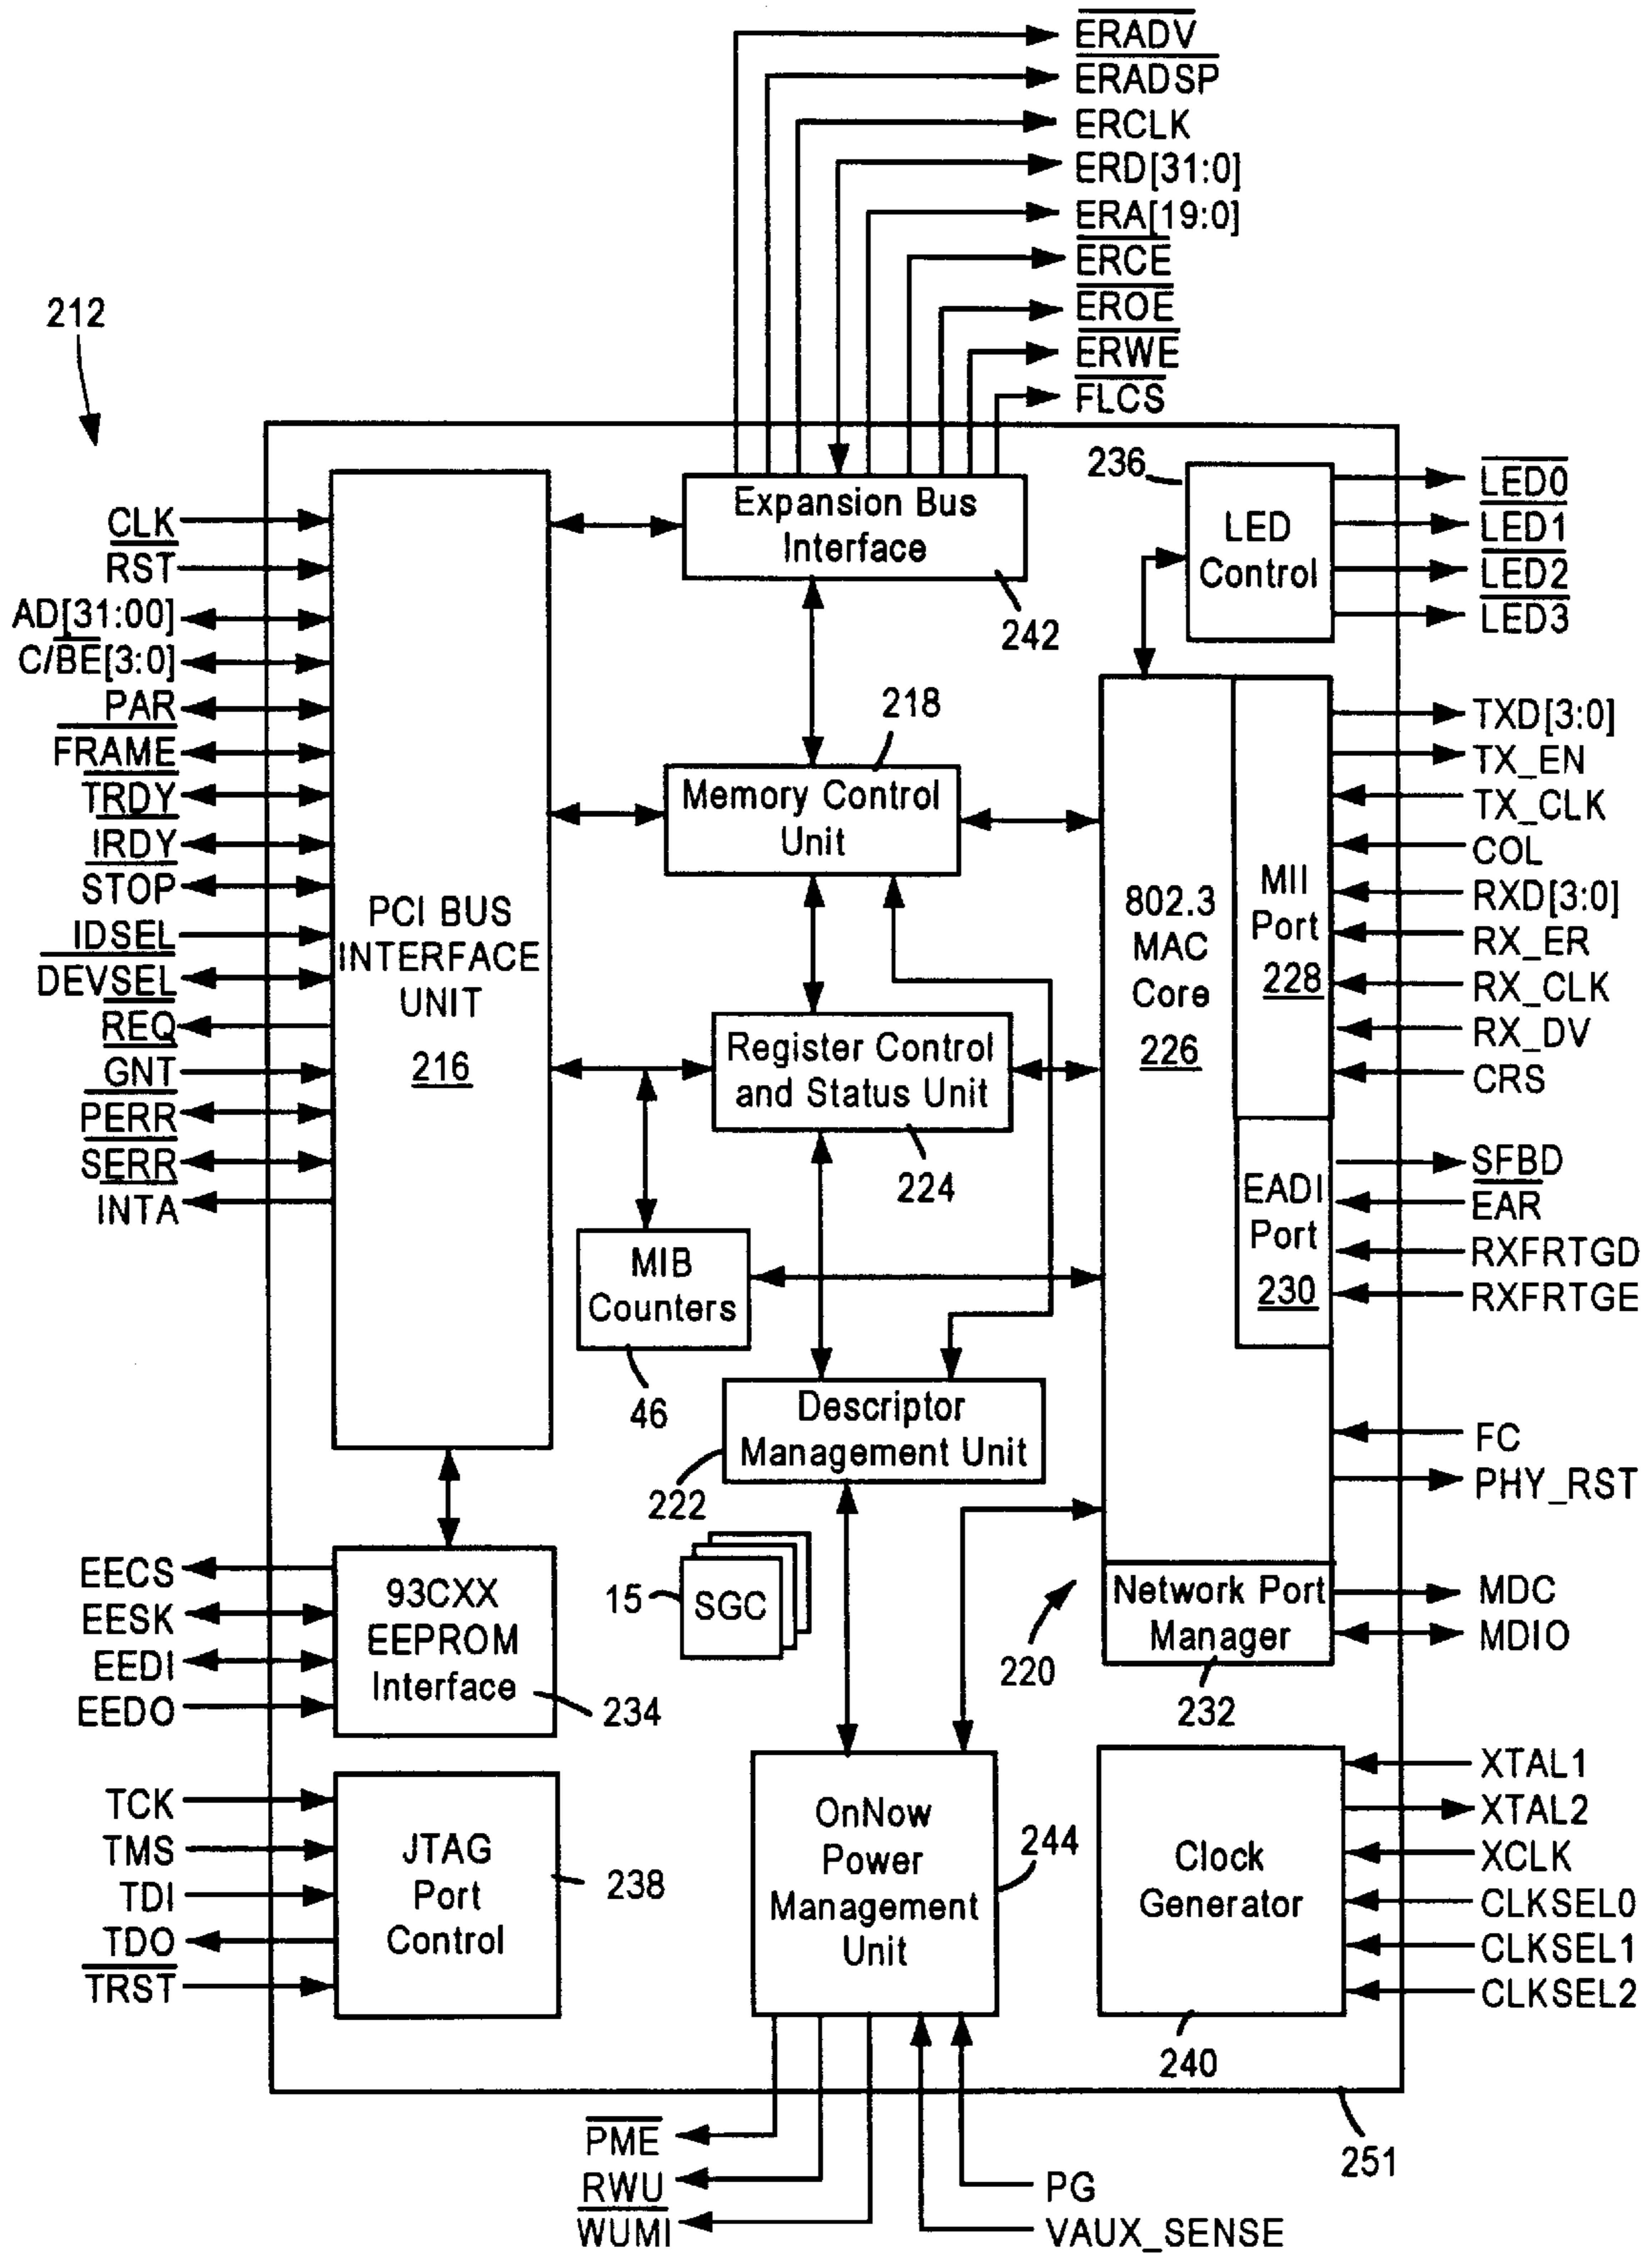 ERADV
ERADSP
ERCLK
ERD[31:0]
ERA[19:0]
ERCE
EROE
ERWE
FLCS
212
CLK
RST
AD[31:00]
C/BE[3:0]
PAR
FRAME
TRDY
IRDY
STOP
IDSEL
DEVSEL
REQ
GNT
PERR
SERR
INTA
PCI BUS
INTERFACE
UNIT
216
Expansion Bus
Interface
242
236
LED
Control
LED0
LED1
LED2
LED3
218
Memory Control
Unit
802.3
MAC
Core
226
MII
Port
228
TXD[3:0]
TX_EN
TX_CLK
COL
RXD[3:0]
RX_ER
RX_CLK
RX_DV
CRS
Register Control
and Status Unit
224
EADI
Port
230
SFBD
EAR
RXFRTGD
RXFRTGE
MIB
Counters
46
Descriptor
Management Unit
222
FC
PHY_RST
15
SGC
220
Network Port
Manager
232
MDC
MDIO
EECS
EESK
EEDI
EEDO
93CXX
EEPROM
Interface
234
TCK
TMS
TDI
TDO
TRST
JTAG
Port
Control
238
OnNow
Power
Management
Unit
244
Clock
Generator
240
XTAL1
XTAL2
XCLK
CLKSEL0
CLKSEL1
CLKSEL2
251
PME
RWU
WUMI
PG
VAUX_SENSE